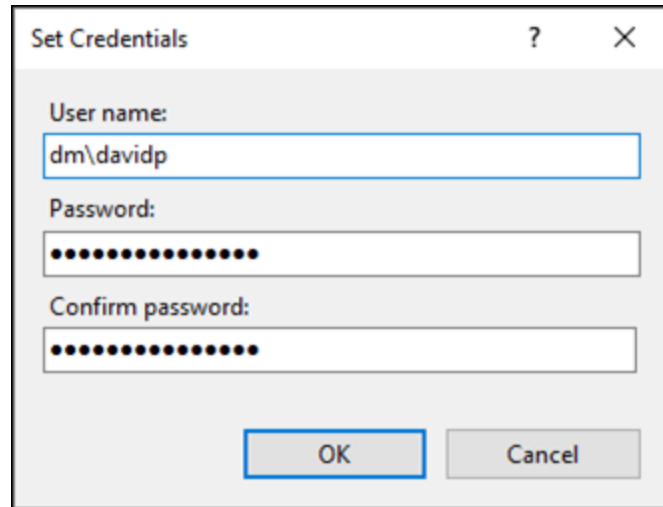 Set Credentials ? ✕
User name:
dm\davidp
Password:
●●●●●●●●●●●●●●●
Confirm password:
●●●●●●●●●●●●●●●
OK Cancel